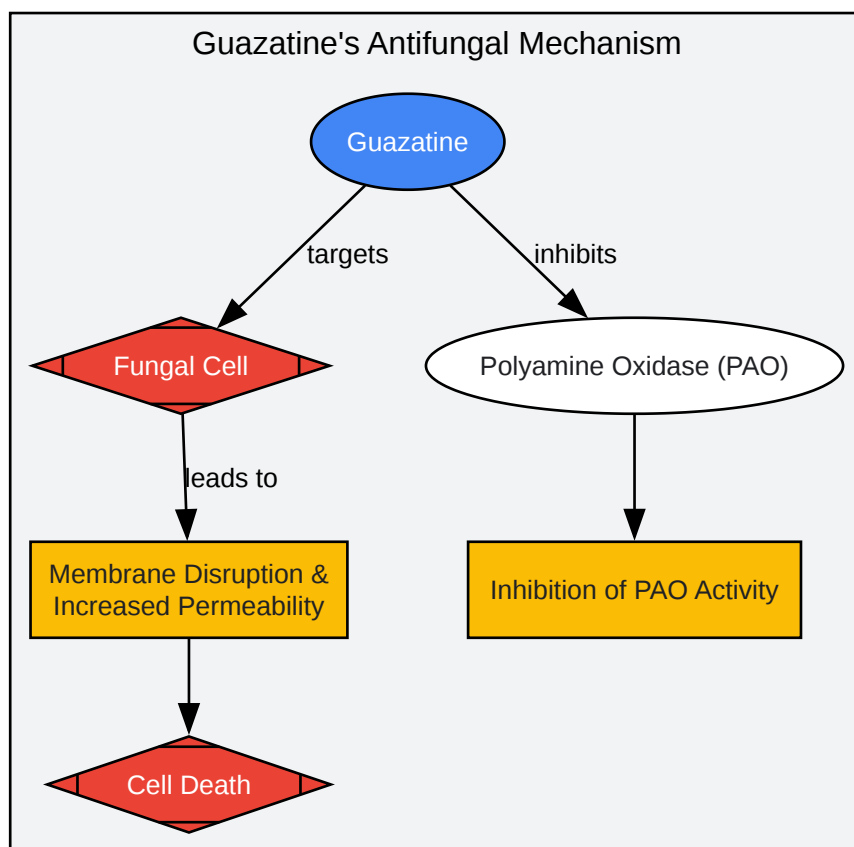 Guazatine's Antifungal Mechanism
Guazatine
targets
inhibits
Fungal Cell
Polyamine Oxidase (PAO)
leads to
Membrane Disruption &
Increased Permeability
Inhibition of PAO Activity
Cell Death